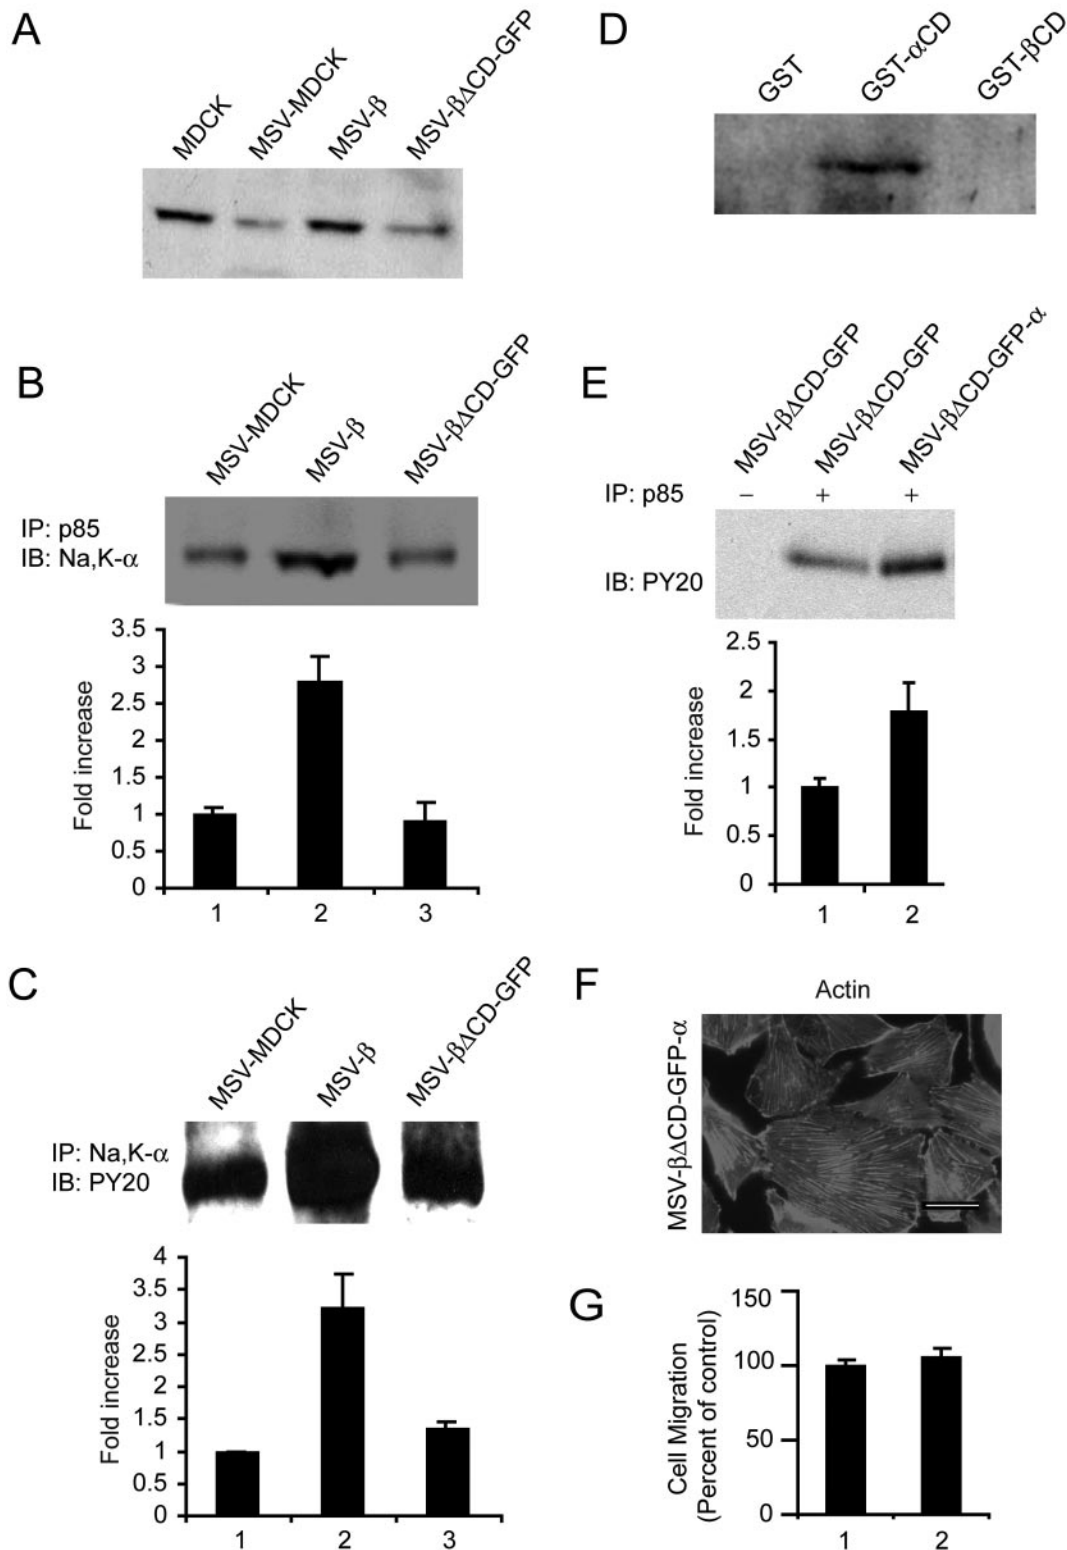 A
MDCK
MSV-MDCK
MSV-β
MSV-βΔCD-GFP
B
MSV-MDCK
MSV-β
MSV-βΔCD-GFP
IP: p85
IB: Na,K-α
3.5
3
2.5
2
1.5
1
0.5
0
Fold increase
1
2
3
C
MSV-MDCK
MSV-β
MSV-βΔCD-GFP
IP: Na,K-α
IB: PY20
4
3.5
3
2.5
2
1.5
1
0.5
0
Fold increase
1
2
3
D
GST
GST-αCD
GST-βCD
E
MSV-βΔCD-GFP
MSV-βΔCD-GFP
MSV-βΔCD-GFP-α
IP: p85 – + +
IB: PY20
2.5
2
1.5
1
0.5
0
Fold increase
1
2
F
Actin
MSV-βΔCD-GFP-α
G
150
100
50
0
Cell Migration
(Percent of control)
1
2